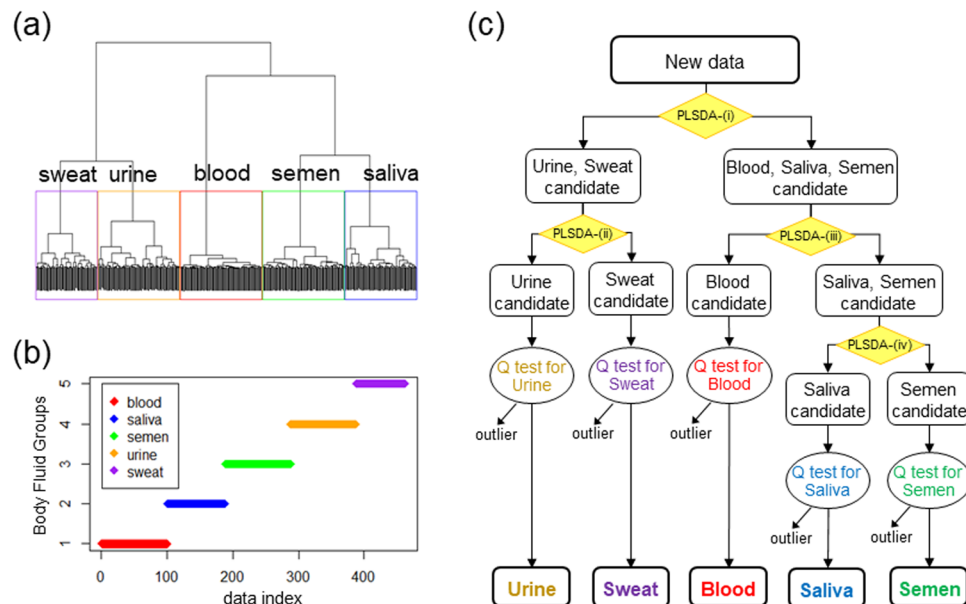 (a)
sweat urine blood semen saliva
(b)
Body Fluid Groups
5
4
3
2
1
blood
saliva
semen
urine
sweat
0 100 200 300 400
data index
(c)
New data
PLSDA-(i)
Urine, Sweat
candidate
Blood, Saliva, Semen
candidate
PLSDA-(ii)
PLSDA-(iii)
Urine
candidate
Sweat
candidate
Blood
candidate
Saliva, Semen
candidate
PLSDA-(iv)
Q test for
Urine
Q test for
Sweat
Q test for
Blood
Saliva
candidate
Semen
candidate
outlier
outlier
outlier
Q test for
Saliva
Q test for
Semen
outlier
outlier
Urine
Sweat
Blood
Saliva
Semen